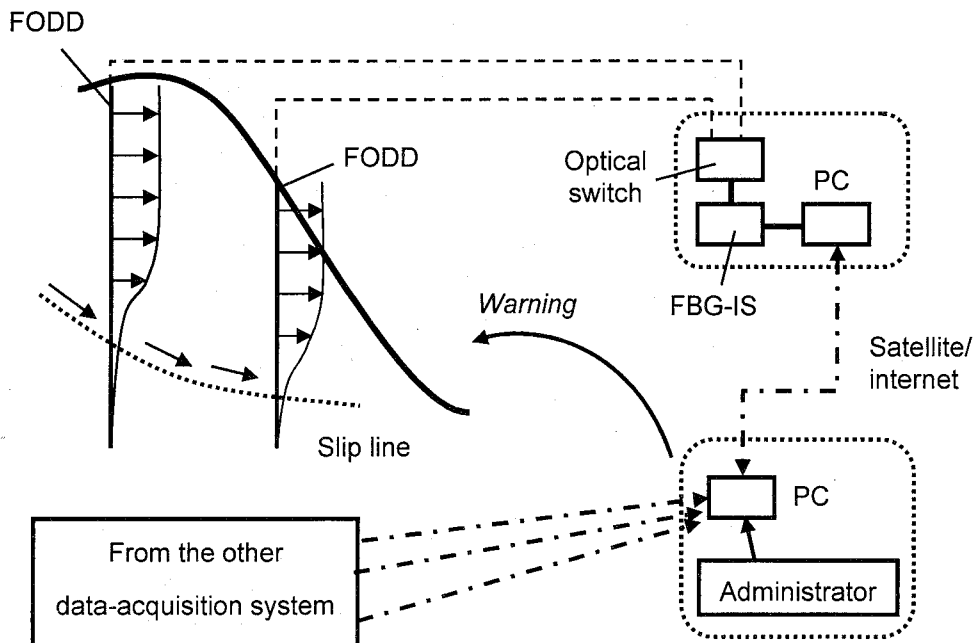 FODD
FODD
Optical
switch
PC
FBG-IS
Warning
Satellite/
internet
Slip line
PC
From the other
data-acquisition system
Administrator